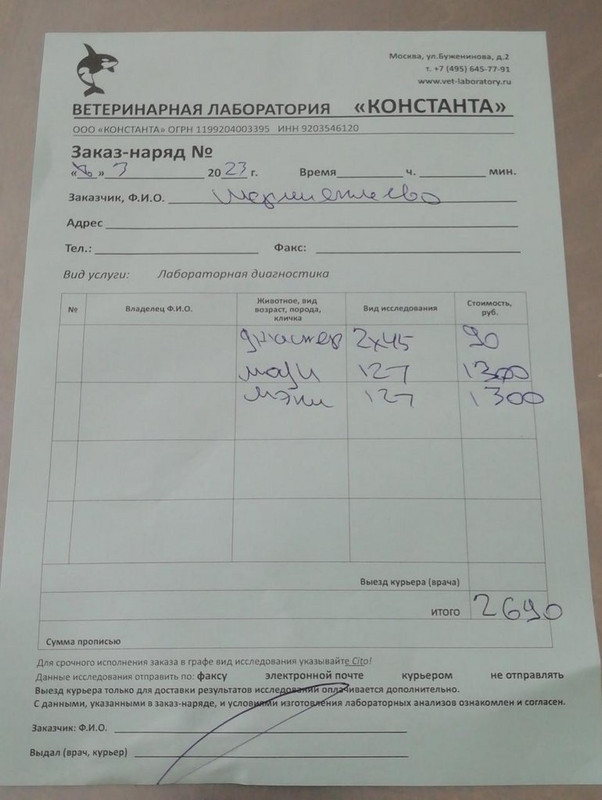 Москва, ул.Буженинова, д.2
т. +7 (495) 645-77-91
www.vet-laboratory.ru
ВЕТЕРИНАРНАЯ ЛАБОРАТОРИЯ «КОНСТАНТА»
ООО «КОНСТАНТА» ОГРН 1199204003395 ИНН 9203546120
Заказ-наряд №
« » 3 2023 г. Время ч. мин.
Заказчик, Ф.И.О.
Адрес
Тел.: Факс:
Вид услуги: Лабораторная диагностика
№ Владелец Ф.И.О. Животное, вид возраст, порода, кличка Вид исследования Стоимость, руб.
2х45 90
127 1300
мэни 127 1300
Выезд курьера (врача)
ИТОГО 2690
Сумма прописью
Для срочного исполнения заказа в графе вид исследования указывайте Cito!
Данные исследования отправить по: факсу электронной почте курьером не отправлять
Выезд курьера только для доставки результатов исследований оплачивается дополнительно.
С данными, указанными в заказ-наряде, и условиями изготовления лабораторных анализов ознакомлен и согласен.
Заказчик: Ф.И.О.
Выдал (врач, курьер)